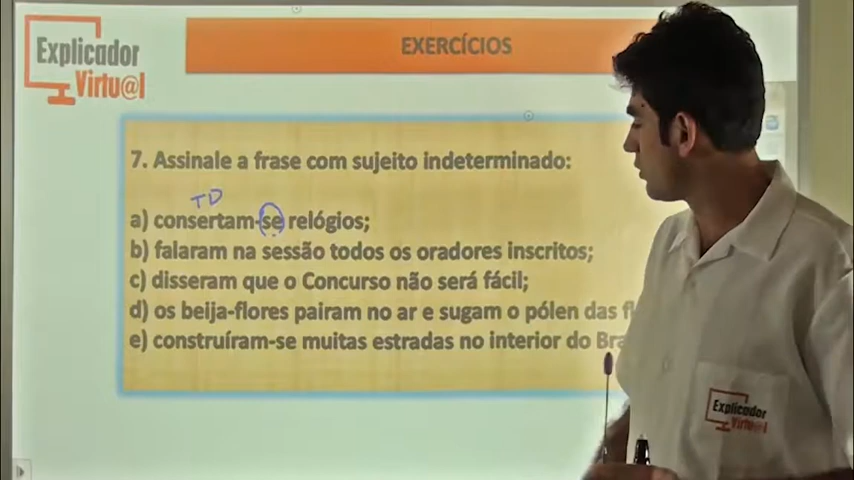 Explicador
Virtu@l
EXERCÍCIOS
7. Assinale a frase com sujeito indeterminado:
TD
a) consertam-se relógios;
b) falaram na sessão todos os oradores inscritos;
c) disseram que o Concurso não será fácil;
d) os beija-flores pairam no ar e sugam o pólen das
e) construíram-se muitas estradas no Interior do
Explicador
Virtu@l